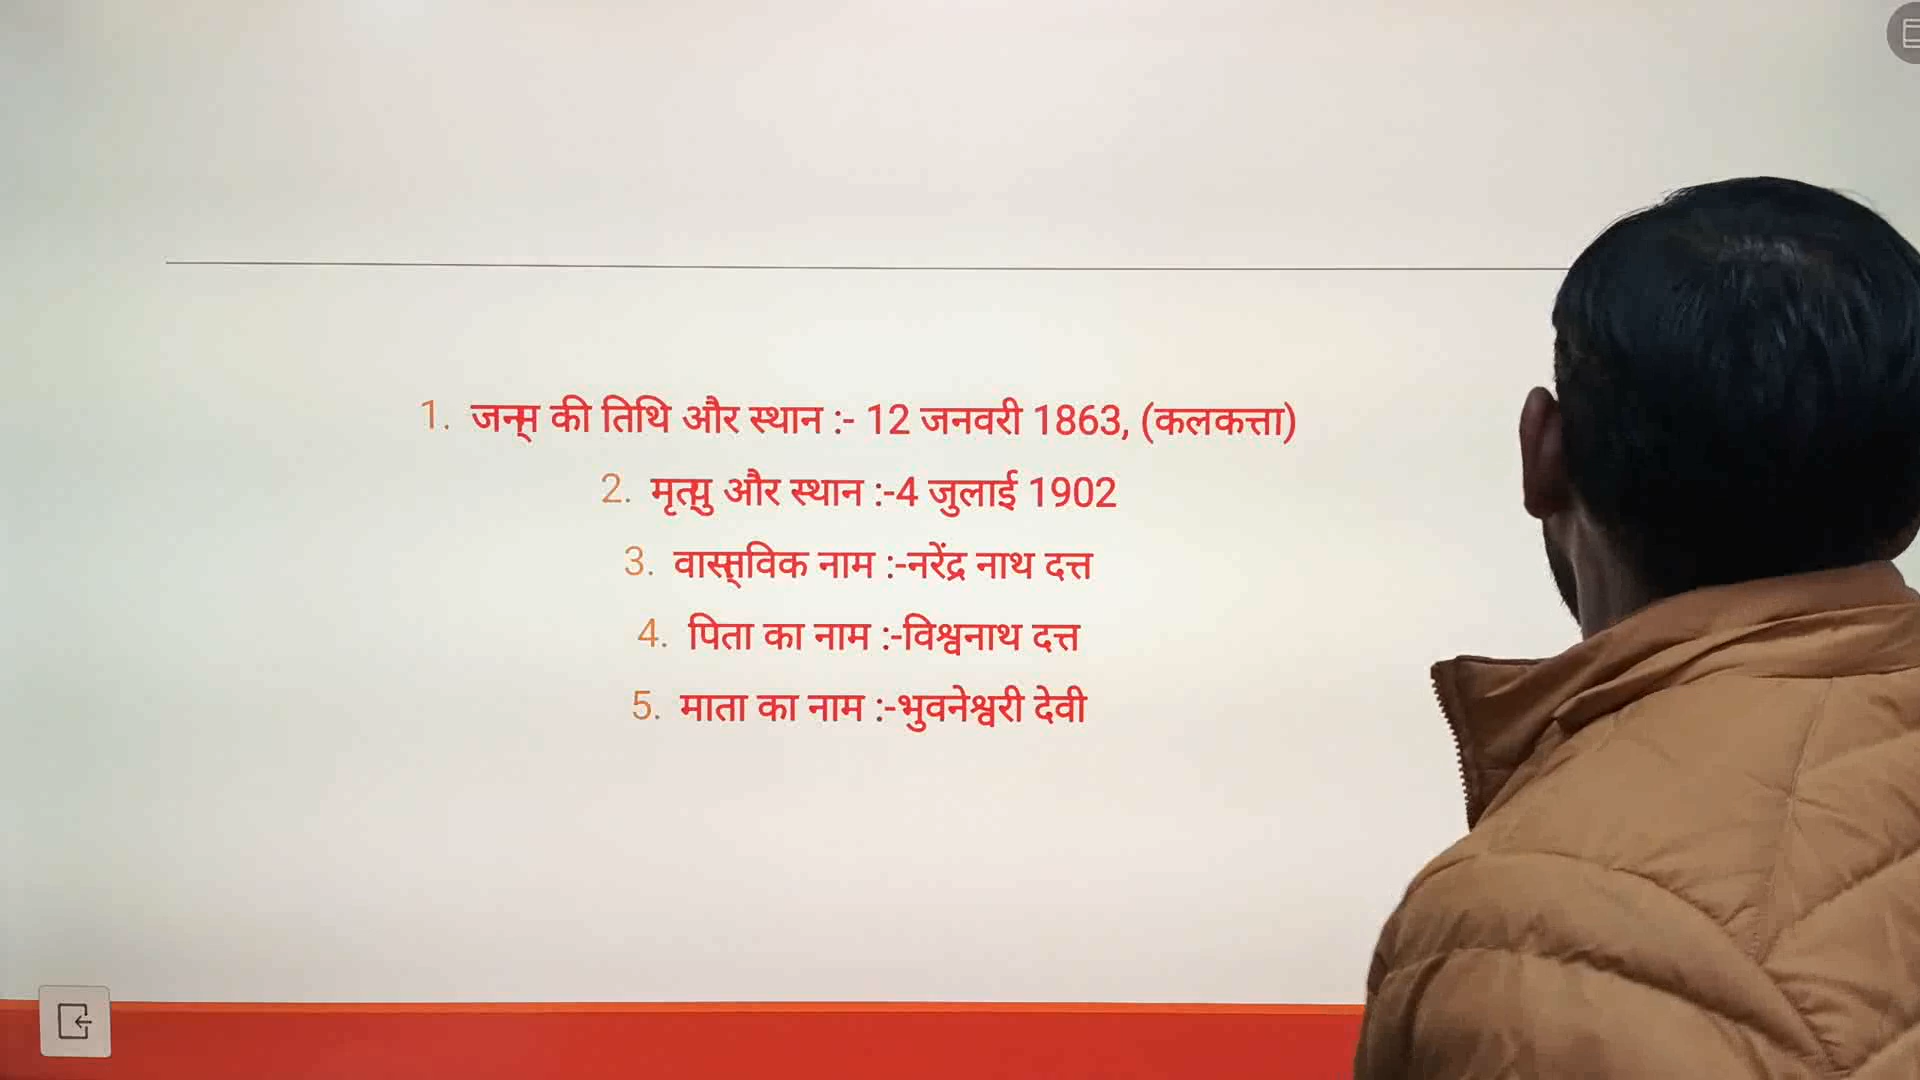 1. जन्म की तिथि और स्थान :- 12 जनवरी 1863, (कलकत्ता)
2. मृत्यु और स्थान :-4 जुलाई 1902
3. वास्तविक नाम :-नरेंद्र नाथ दत्त
4. पिता का नाम :-विश्वनाथ दत्त
5. माता का नाम :-भुवनेश्वरी देवी